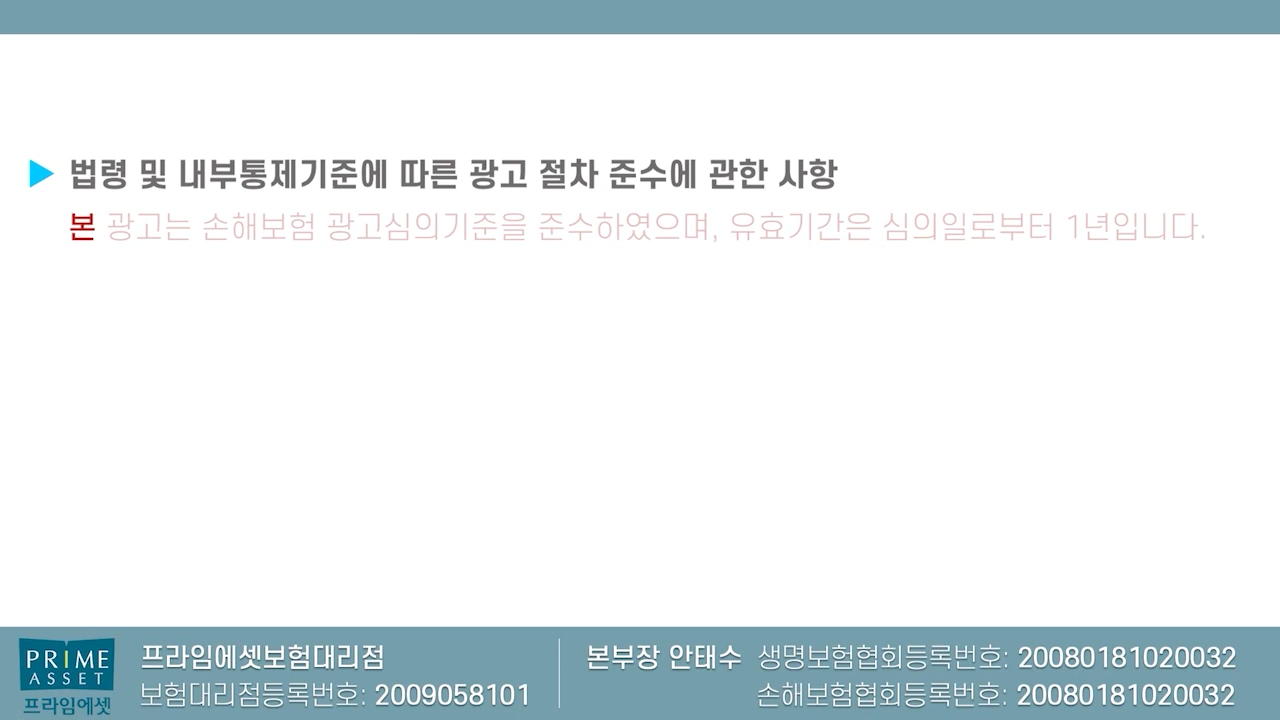 ▶ 법령 및 내부통제기준에 따른 광고 절차 준수에 관한 사항
본 광고는 손해보험 광고심의기준을 준수하였으며, 유효기간은 심의일로부터 1년입니다.
PRIME
ASSET
프라임에셋
프라임에셋보험대리점
보험대리점등록번호: 2009058101
본부장 안태수 생명보험협회등록번호: 20080181020032
손해보험협회등록번호: 20080181020032